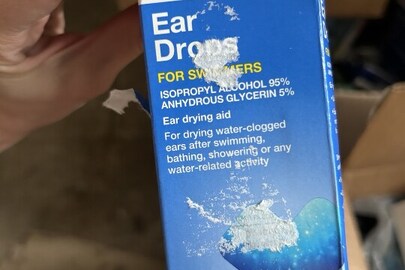 Ear
Drops
FOR SWIMMERS
ISOPROPYL ALCOHOL 95%
ANHYDROUS GLYCERIN 5%
Ear drying aid
For drying water-clogged
ears after swimming,
bathing, showering or any
water-related activity